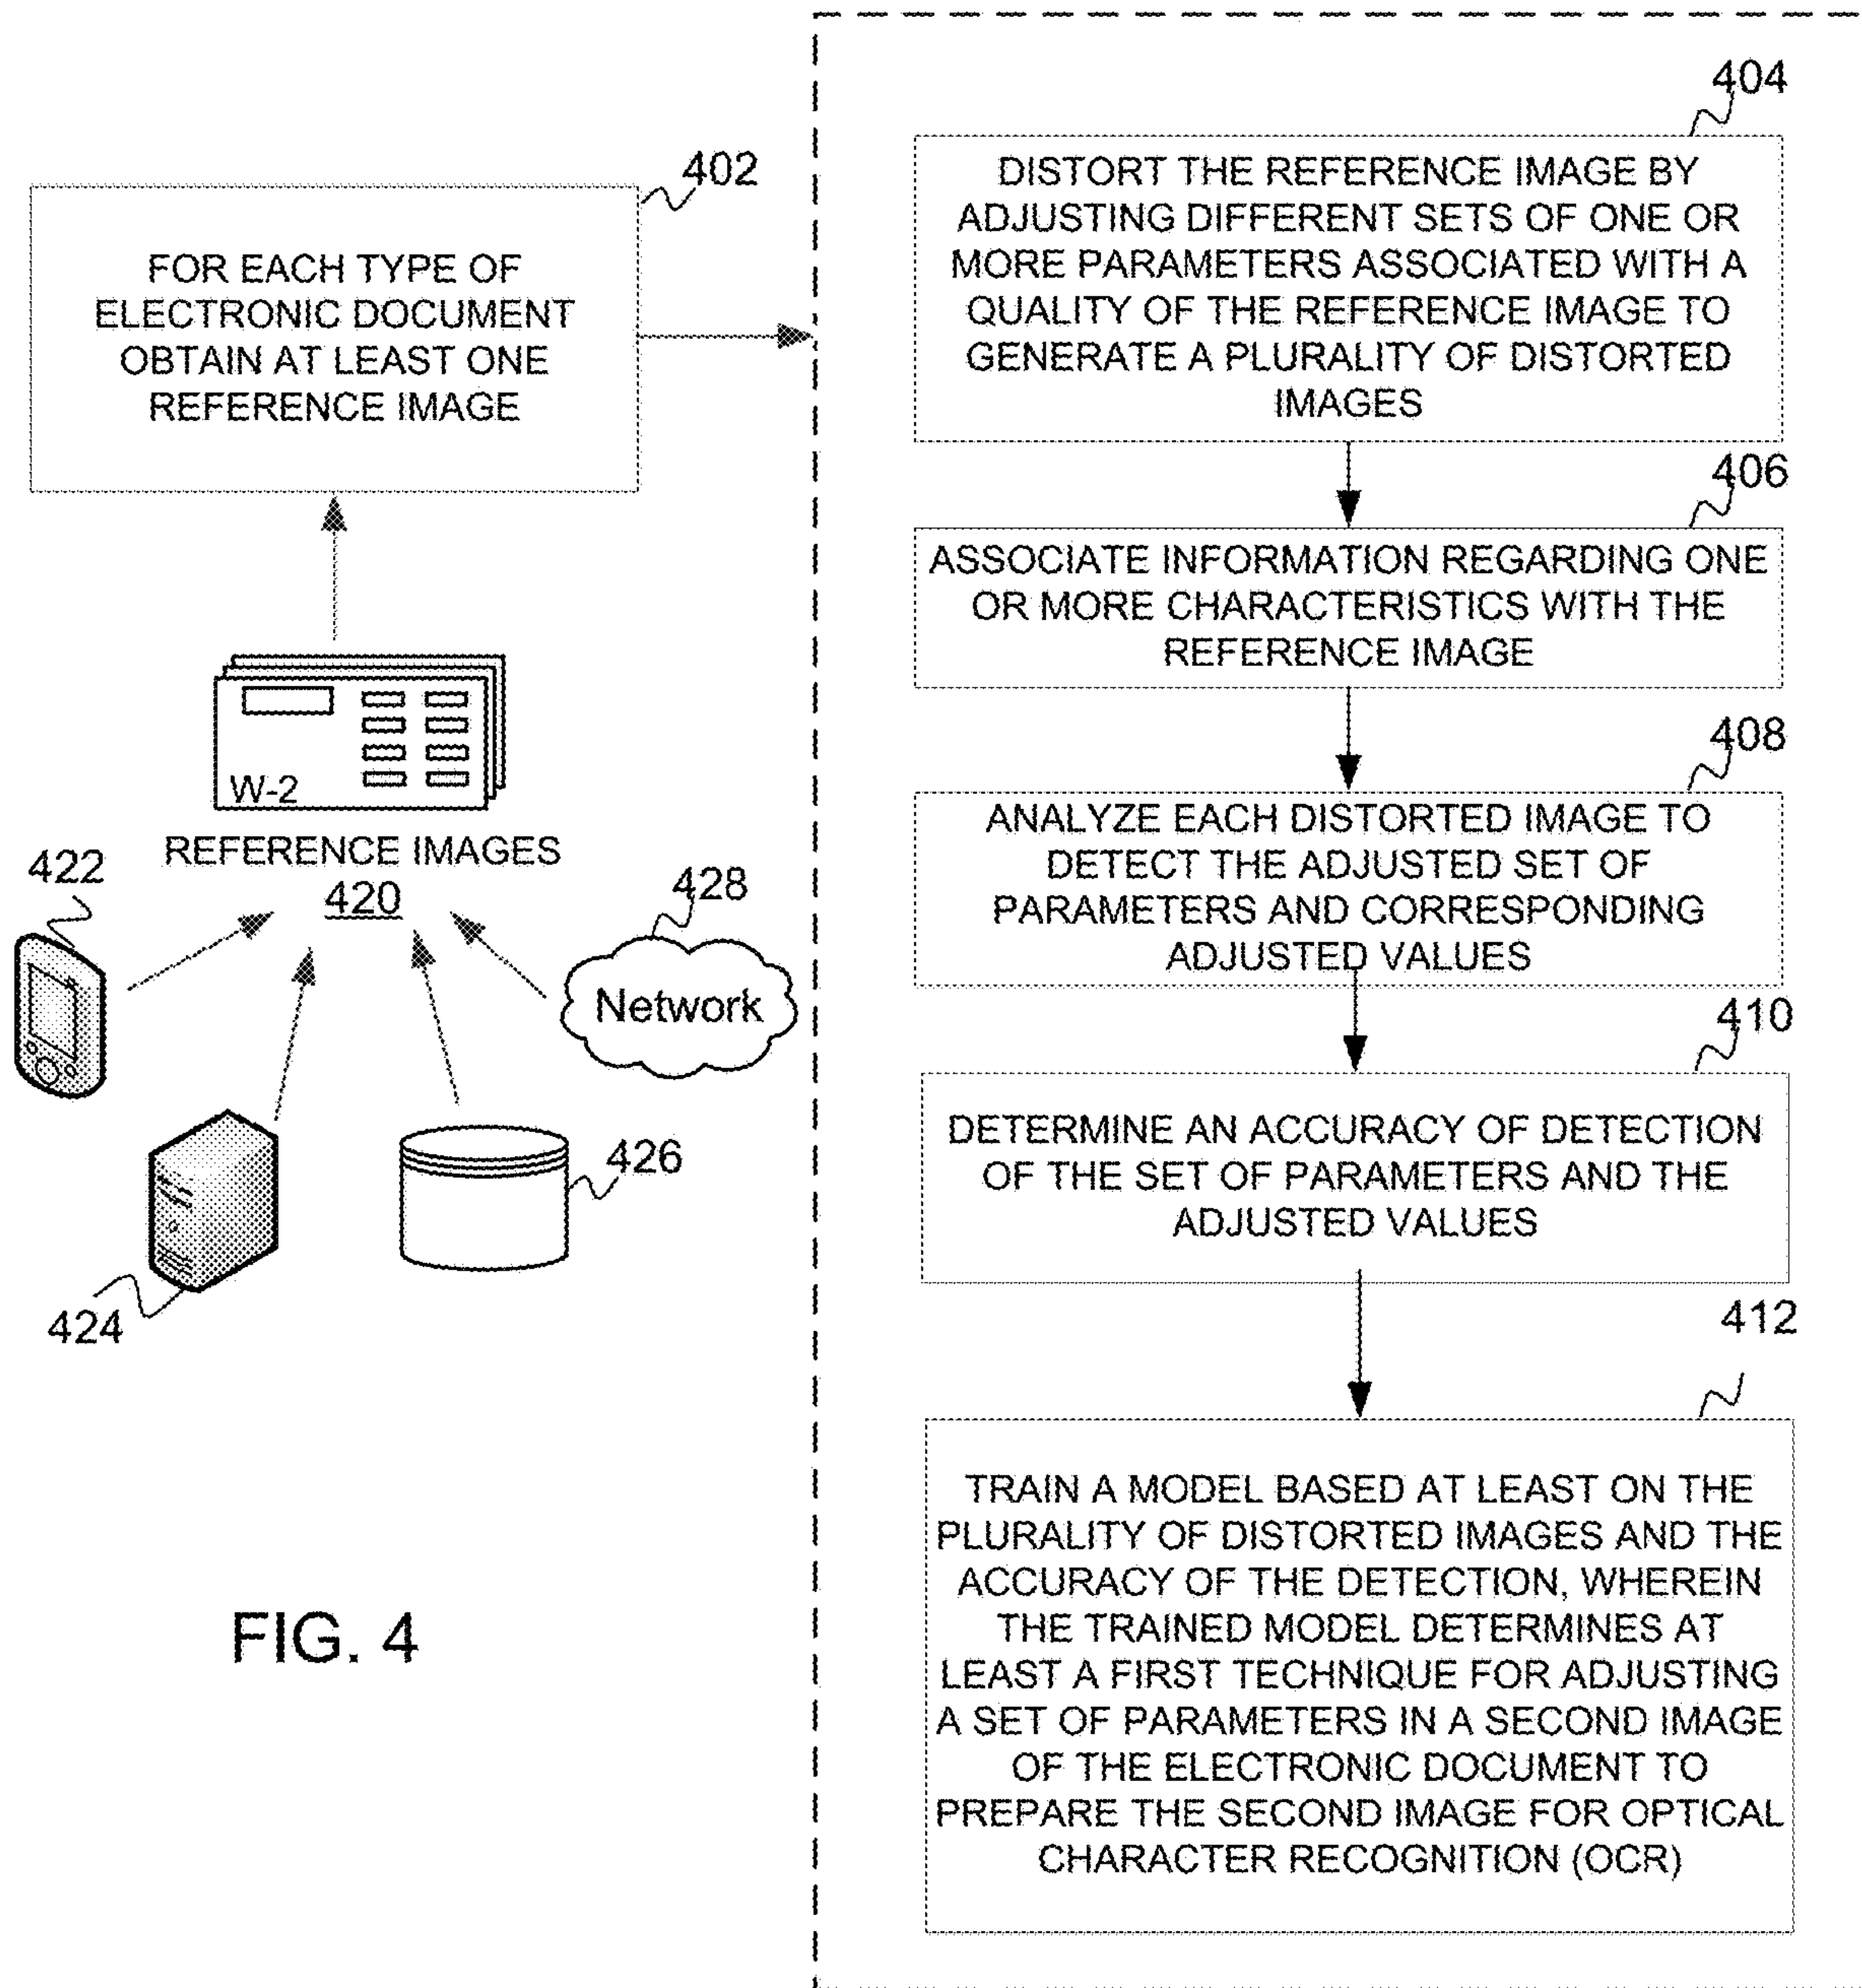 402
FOR EACH TYPE OF
ELECTRONIC DOCUMENT
OBTAIN AT LEAST ONE
REFERENCE IMAGE
W-2
REFERENCE IMAGES
420
422
428
Network
424
426
FIG. 4
404
DISTORT THE REFERENCE IMAGE BY
ADJUSTING DIFFERENT SETS OF ONE OR
MORE PARAMETERS ASSOCIATED WITH A
QUALITY OF THE REFERENCE IMAGE TO
GENERATE A PLURALITY OF DISTORTED
IMAGES
406
ASSOCIATE INFORMATION REGARDING ONE
OR MORE CHARACTERISTICS WITH THE
REFERENCE IMAGE
408
ANALYZE EACH DISTORTED IMAGE TO
DETECT THE ADJUSTED SET OF
PARAMETERS AND CORRESPONDING
ADJUSTED VALUES
410
DETERMINE AN ACCURACY OF DETECTION
OF THE SET OF PARAMETERS AND THE
ADJUSTED VALUES
412
TRAIN A MODEL BASED AT LEAST ON THE
PLURALITY OF DISTORTED IMAGES AND THE
ACCURACY OF THE DETECTION, WHEREIN
THE TRAINED MODEL DETERMINES AT
LEAST A FIRST TECHNIQUE FOR ADJUSTING
A SET OF PARAMETERS IN A SECOND IMAGE
OF THE ELECTRONIC DOCUMENT TO
PREPARE THE SECOND IMAGE FOR OPTICAL
CHARACTER RECOGNITION (OCR)